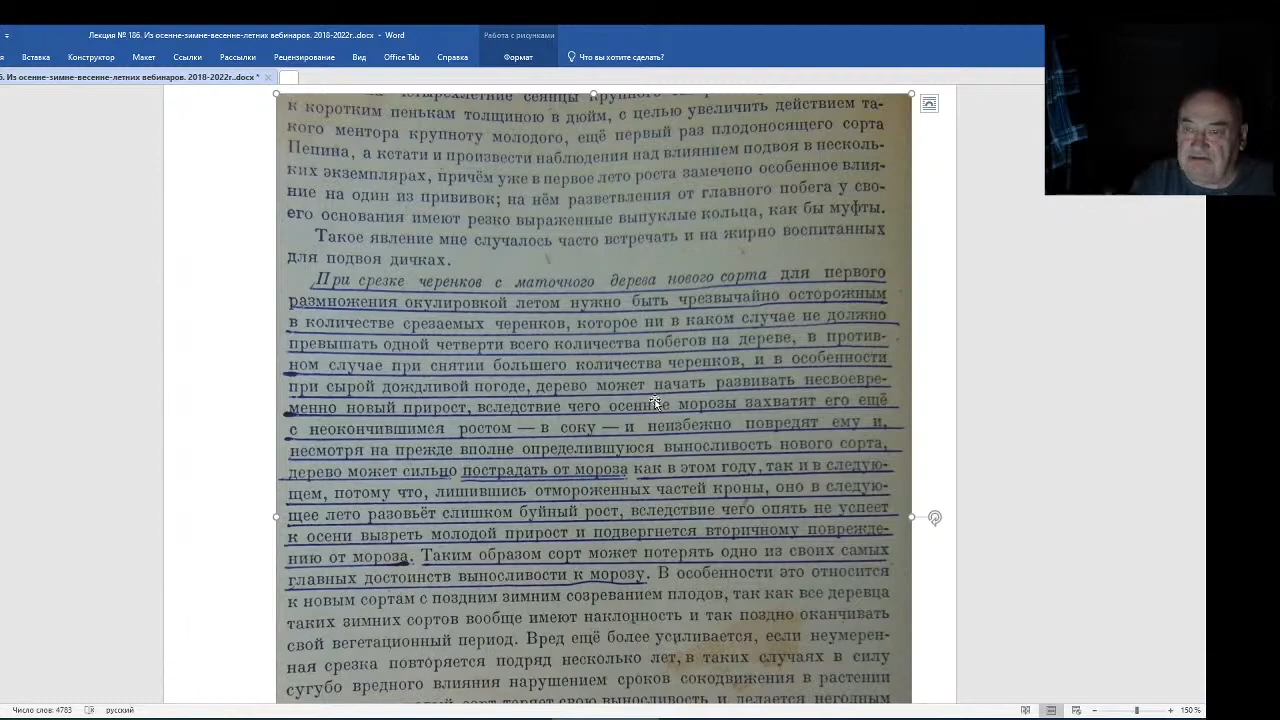 Лекция № 186. Из осенне-зимне-весенне-летних вебинаров. 2018-2022г..docx - Word
Работа с рисунками
Вставка Конструктор Макет Ссылки Рассылки Рецензирование Вид Office Tab Справка Формат Что вы хотите сделать?
6. Из осенне-зимне-весенне-летних вебинаров. 2018-2022г..docx *
четырехлетние сеянцы крупного
к коротким пенькам толщиною в дюйм, с целью увеличить действием та-
кого ментора крупноту молодого, ещё первый раз плодоносящего сорта
Пепина, а кстати и произвести наблюдения над влиянием подвоя в несколь-
ких экземплярах, причём уже в первое лето роста замечено особенное влия-
ние на один из прививок; на нём разветвления от главного побега у сво-
его основания имеют резко выраженные выпуклые кольца, как бы муфты.
Такое явление мне случалось часто встречать и на жирно воспитанных
для подвоя дичках.
При срезке черенков с маточного дерева нового сорта для первого
размножения окулировкой летом нужно быть чрезвычайно осторожным
в количестве срезаемых черенков, которое ни в каком случае не должно
превышать одной четверти всего количества побегов на дереве, в против-
ном случае при снятии большего количества черенков, и в особенности
при сырой дождливой погоде, дерево может начать развивать несвоевре-
менно новый прирост, вследствие чего осенние морозы захватят его ещё
с неокончившимся ростом — в соку — и неизбежно повредят ему и,
несмотря на прежде вполне определившуюся выносливость нового сорта,
дерево может сильно пострадать от мороза как в этом году, так и в следую-
щем, потому что, лишившись отмороженных частей кроны, оно в следую-
щее лето разовьёт слишком буйный рост, вследствие чего опять не успеет
к осени вызреть молодой прирост и подвергнется вторичному поврежде-
нию от мороза. Таким образом сорт может потерять одно из своих самых
главных достоинств выносливости к морозу. В особенности это относится
к новым сортам с поздним зимним созреванием плодов, так как все деревца
таких зимних сортов вообще имеют наклонность и так поздно оканчивать
свой вегетационный период. Вред ещё более усиливается, если неумерен-
ная срезка повторяется подряд несколько лет, в таких случаях в силу
сугубо вредного влияния нарушением сроков сокодвижения в растении
сорт теряет свою выносливость и делается негодным
Число слов: 4783 русский 150 %